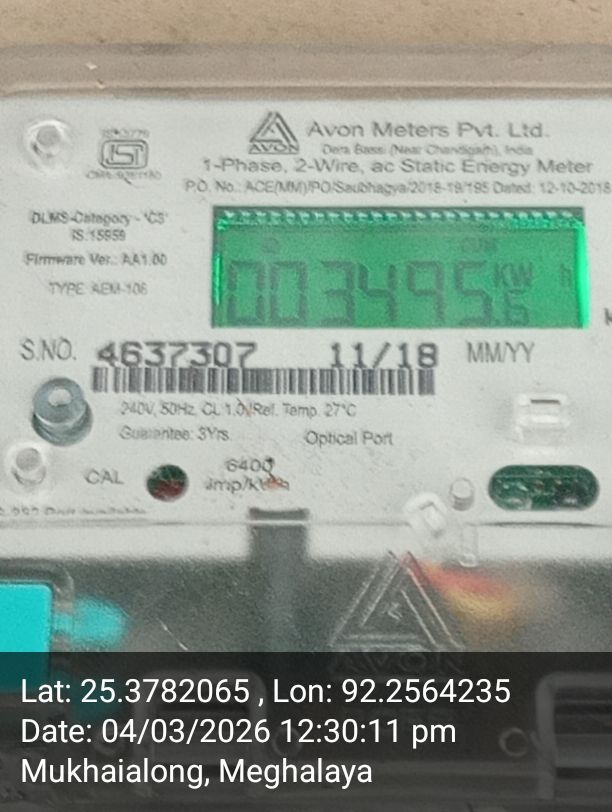 Avon Meters Pvt. Ltd.
AVON
Dera Bassi (Near Chandigarh), India
1-Phase, 2-Wire, ac Static Energy Meter
P.O. No.: ACE(MM)/PO/Saubhagya/2018-19/195 Dated: 12-10-2018
DLMS-Category - 'C3'
IS:15959
Firmware Ver.: AA1.00
TYPE AEM-106
003495.6 kW h
S.NO. 4637307 11/18 MM/YY
240V, 50Hz, CL 1.0, Ref. Temp. 27°C
Guarantee: 3Yrs.
Optical Port
CAL
6400
imp/kWh
AVON
Lat: 25.3782065 , Lon: 92.2564235
Date: 04/03/2026 12:30:11 pm
Mukhaialong, Meghalaya